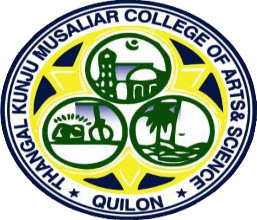 THANGAL KUNJU MUSALIAR COLLEGE OF ARTS& SCIENCE
QUILON